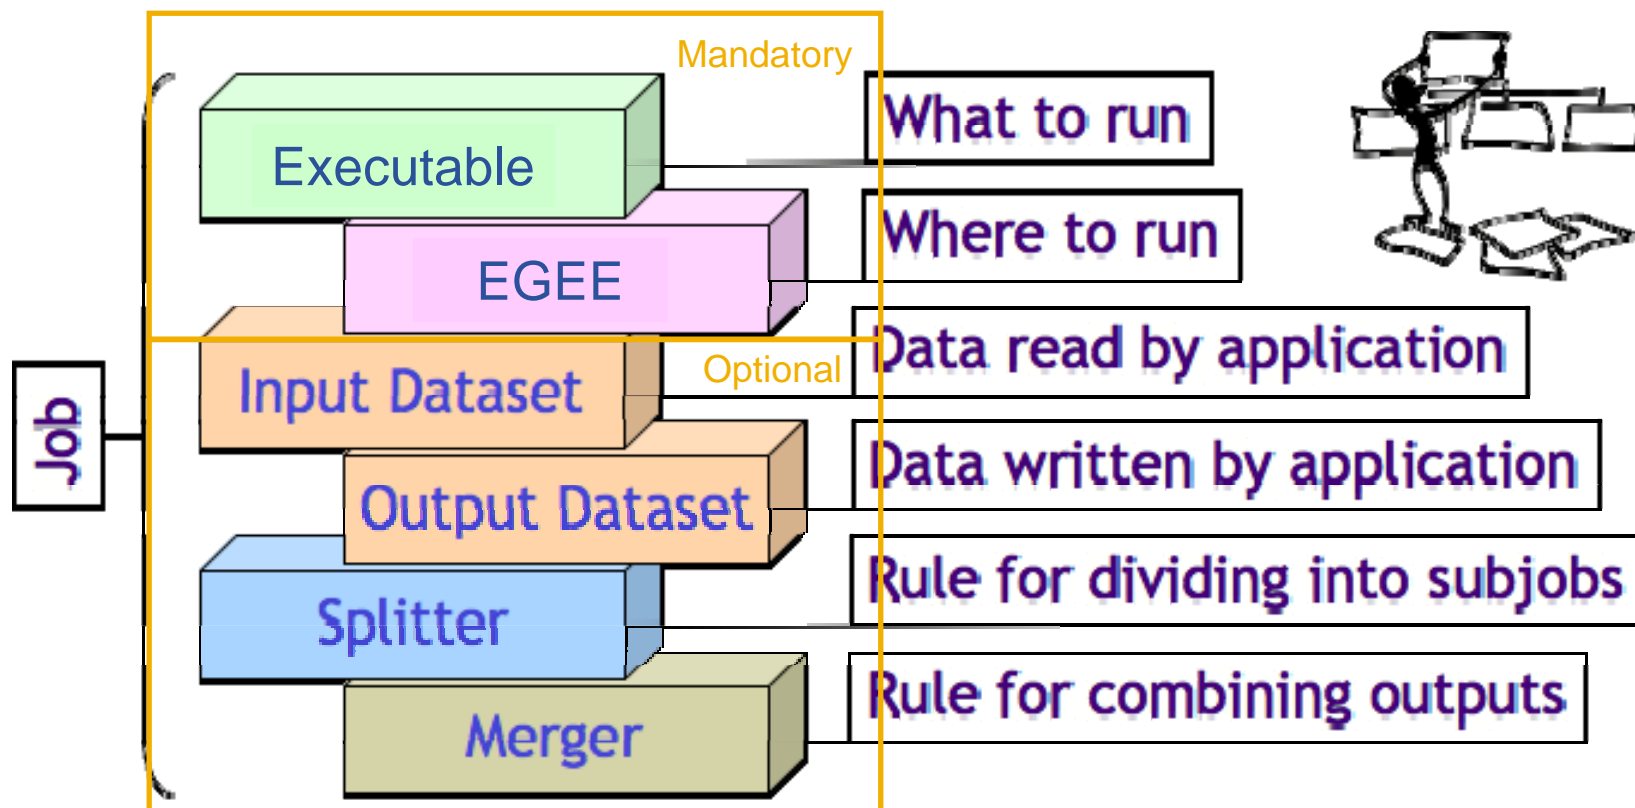 Mandatory
Executable
What to run
EGEE
Where to run
Optional
Input Dataset
Data read by application
Job
Output Dataset
Data written by application
Splitter
Rule for dividing into subjobs
Merger
Rule for combining outputs